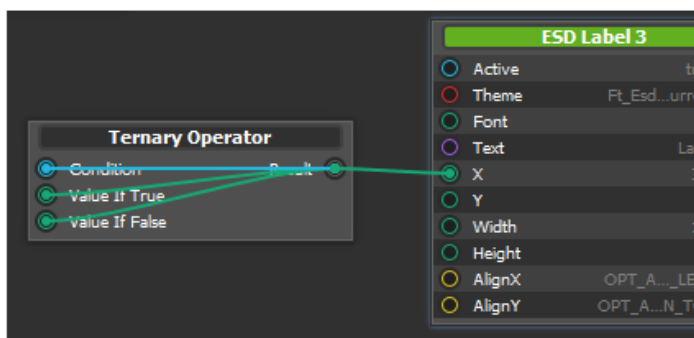 ESD Label 3
Active
Theme Ft_Esd...urr
Font
Ternary Operator
Text La
Condition Result
X
Value If True
Y
Value If False
Width
Height
AlignX OPT_A..._LE
AlignY OPT_A...N_T